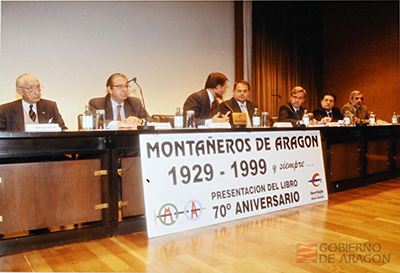 MONTAÑEROS DE ARAGON
1929 - 1999 y siempre...
PRESENTACION DEL LIBRO
70º ANIVERSARIO
GOBIERNO
DE ARAGON